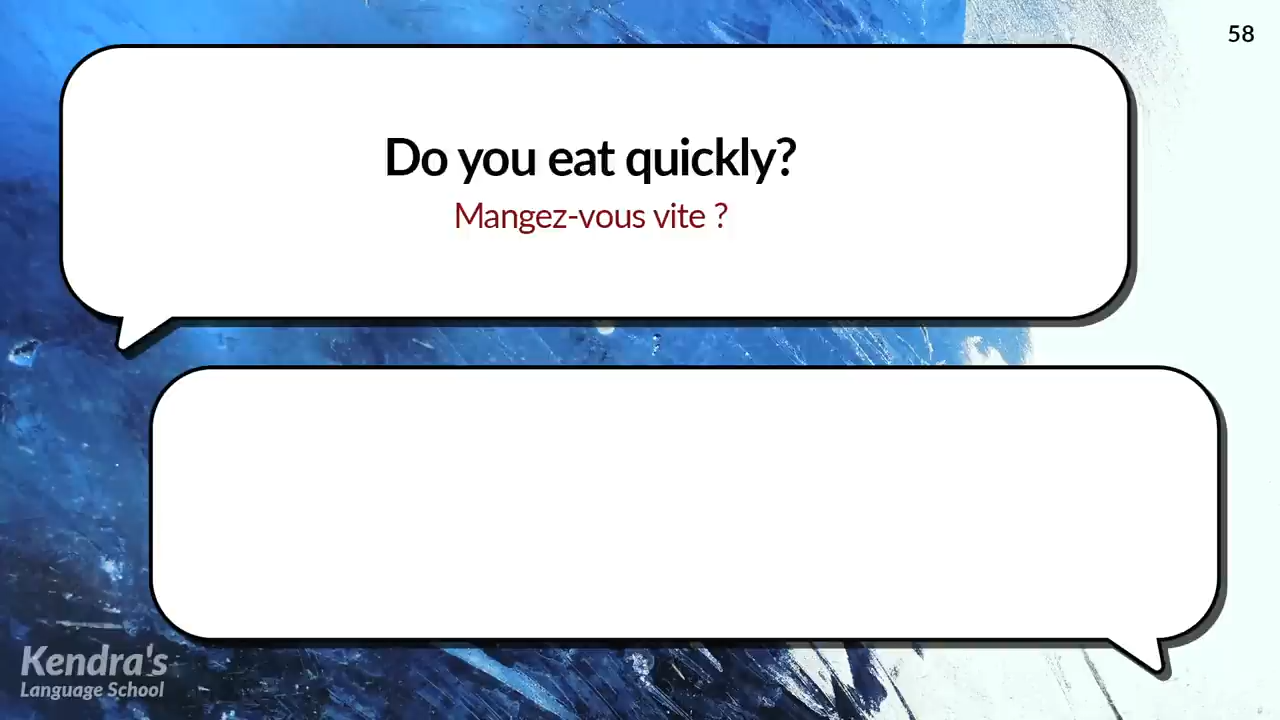 58
Do you eat quickly?
Mangez-vous vite ?
Kendra's
Language School